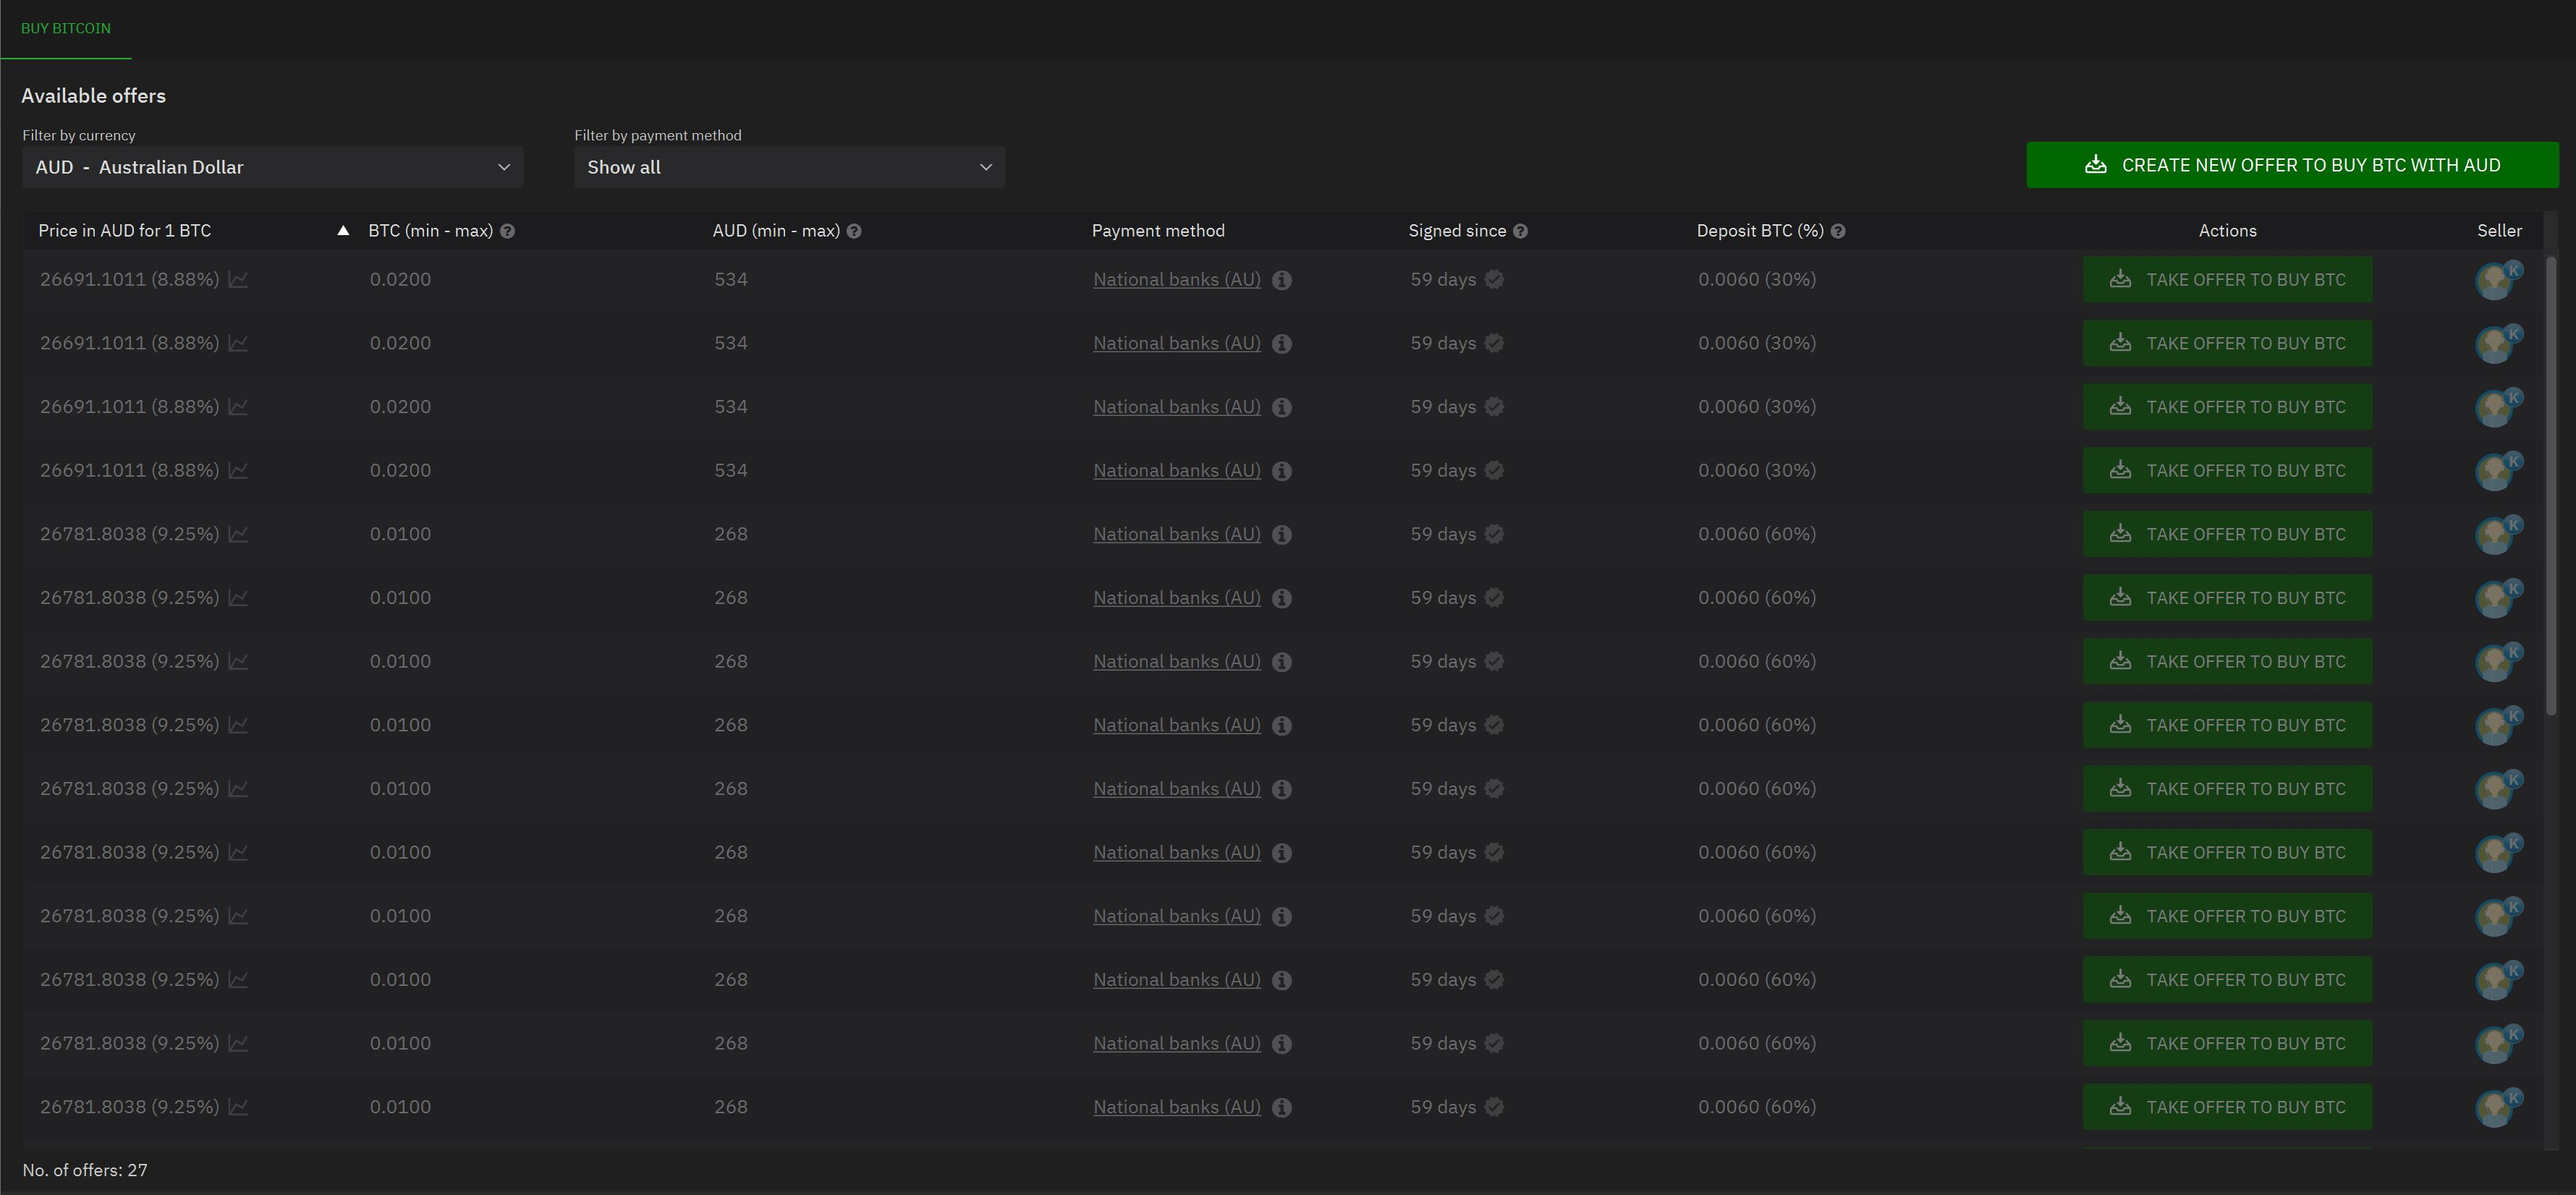 BUY BITCOIN
Available offers
Filter by currency Filter by payment method
AUD - Australian Dollar Show all CREATE NEW OFFER TO BUY BTC WITH AUD
Price in AUD for 1 BTC BTC (min - max) AUD (min - max) Payment method Signed since Deposit BTC (%) Actions Seller
26691.1011 (8.88%) 0.0200 534 National banks (AU) 59 days 0.0060 (30%) TAKE OFFER TO BUY BTC K
26691.1011 (8.88%) 0.0200 534 National banks (AU) 59 days 0.0060 (30%) TAKE OFFER TO BUY BTC K
26691.1011 (8.88%) 0.0200 534 National banks (AU) 59 days 0.0060 (30%) TAKE OFFER TO BUY BTC K
26691.1011 (8.88%) 0.0200 534 National banks (AU) 59 days 0.0060 (30%) TAKE OFFER TO BUY BTC K
26781.8038 (9.25%) 0.0100 268 National banks (AU) 59 days 0.0060 (60%) TAKE OFFER TO BUY BTC K
26781.8038 (9.25%) 0.0100 268 National banks (AU) 59 days 0.0060 (60%) TAKE OFFER TO BUY BTC K
26781.8038 (9.25%) 0.0100 268 National banks (AU) 59 days 0.0060 (60%) TAKE OFFER TO BUY BTC K
26781.8038 (9.25%) 0.0100 268 National banks (AU) 59 days 0.0060 (60%) TAKE OFFER TO BUY BTC K
26781.8038 (9.25%) 0.0100 268 National banks (AU) 59 days 0.0060 (60%) TAKE OFFER TO BUY BTC K
26781.8038 (9.25%) 0.0100 268 National banks (AU) 59 days 0.0060 (60%) TAKE OFFER TO BUY BTC K
26781.8038 (9.25%) 0.0100 268 National banks (AU) 59 days 0.0060 (60%) TAKE OFFER TO BUY BTC K
26781.8038 (9.25%) 0.0100 268 National banks (AU) 59 days 0.0060 (60%) TAKE OFFER TO BUY BTC K
26781.8038 (9.25%) 0.0100 268 National banks (AU) 59 days 0.0060 (60%) TAKE OFFER TO BUY BTC K
26781.8038 (9.25%) 0.0100 268 National banks (AU) 59 days 0.0060 (60%) TAKE OFFER TO BUY BTC K
No. of offers: 27